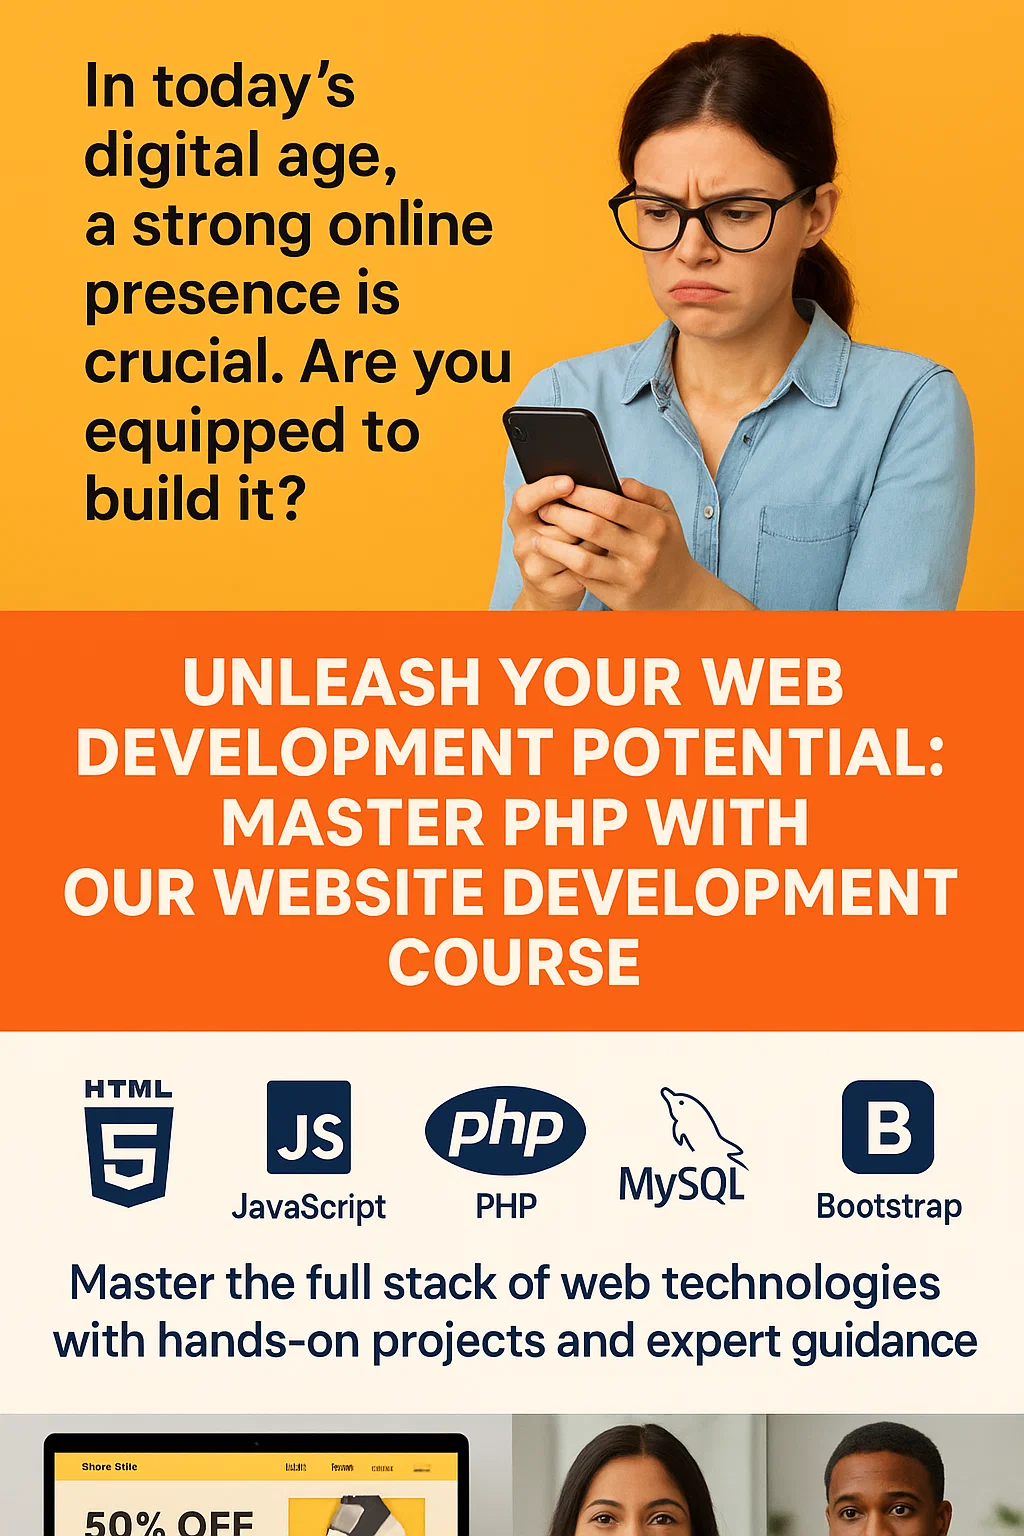 In today’s
digital age,
a strong online
presence is
crucial. Are you
equipped to
build it?
UNLEASH YOUR WEB
DEVELOPMENT POTENTIAL:
MASTER PHP WITH
OUR WEBSITE DEVELOPMENT
COURSE
HTML
5
JS
JavaScript
php
PHP
MySQL
B
Bootstrap
Master the full stack of web technologies
with hands-on projects and expert guidance
Shore Stile
50% OFF